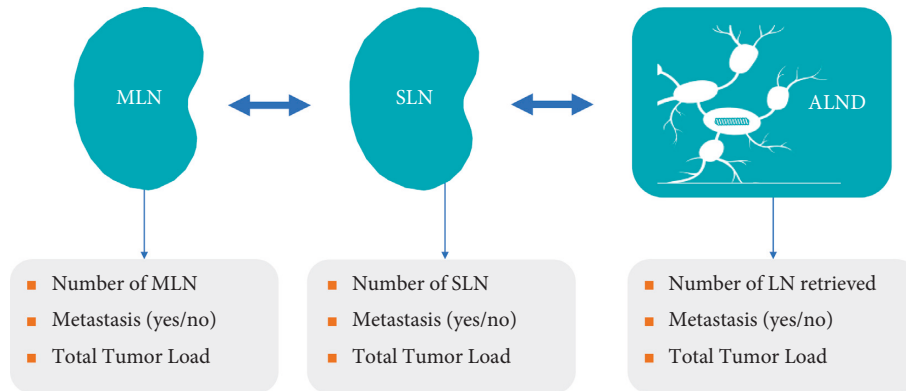 MLN
SLN
ALND
Number of MLN
Metastasis (yes/no)
Total Tumor Load
Number of SLN
Metastasis (yes/no)
Total Tumor Load
Number of LN retrieved
Metastasis (yes/no)
Total Tumor Load